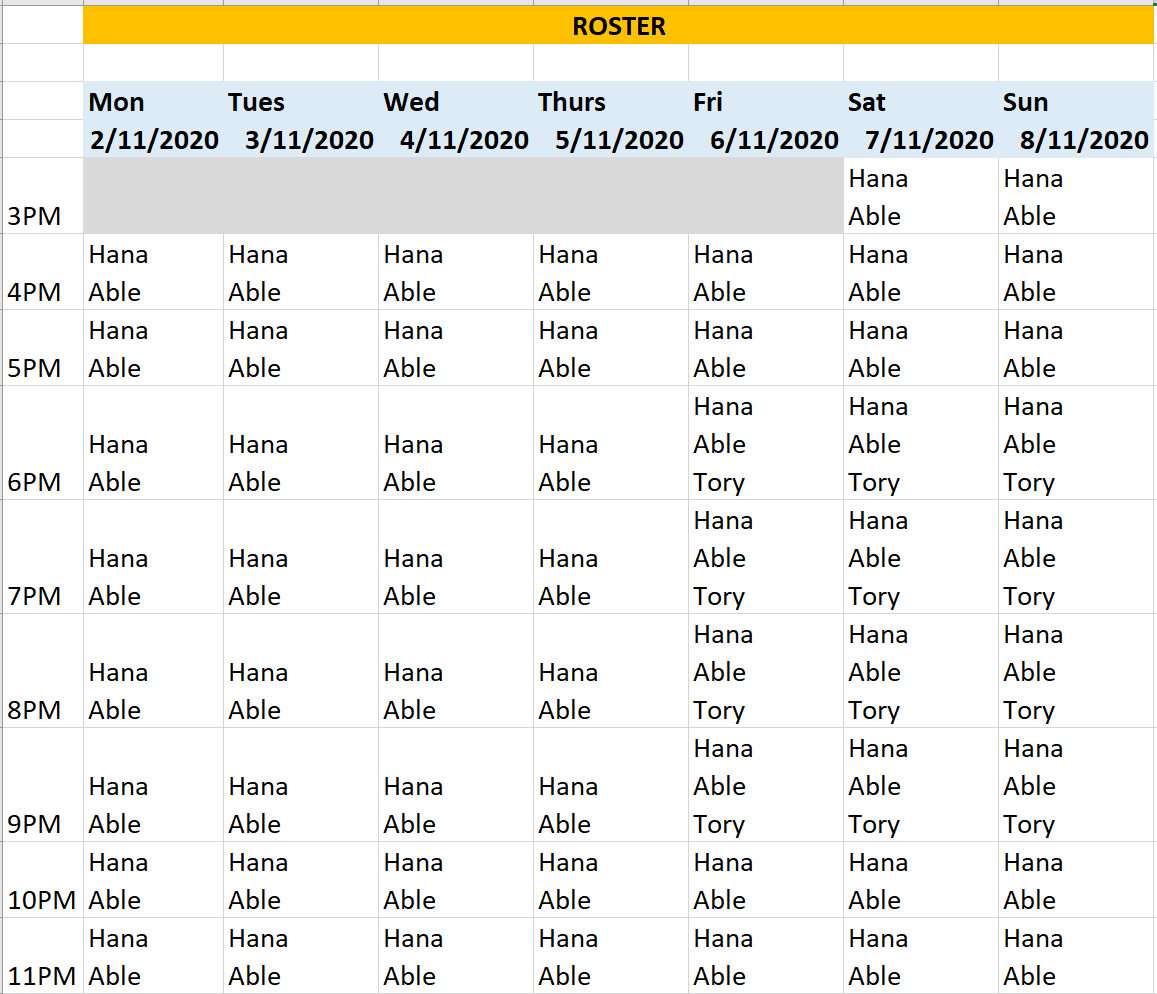 ROSTER
Mon Tues Wed Thurs Fri Sat Sun
2/11/2020 3/11/2020 4/11/2020 5/11/2020 6/11/2020 7/11/2020 8/11/2020
Hana Hana
3PM Able Able
Hana Hana Hana Hana Hana Hana Hana
4PM Able Able Able Able Able Able Able
Hana Hana Hana Hana Hana Hana Hana
5PM Able Able Able Able Able Able Able
Hana Hana Hana
Hana Hana Hana Hana Able Able Able
6PM Able Able Able Able Tory Tory Tory
Hana Hana Hana
Hana Hana Hana Hana Able Able Able
7PM Able Able Able Able Tory Tory Tory
Hana Hana Hana
Hana Hana Hana Hana Able Able Able
8PM Able Able Able Able Tory Tory Tory
Hana Hana Hana
Hana Hana Hana Hana Able Able Able
9PM Able Able Able Able Tory Tory Tory
Hana Hana Hana Hana Hana Hana Hana
10PM Able Able Able Able Able Able Able
Hana Hana Hana Hana Hana Hana Hana
11PM Able Able Able Able Able Able Able